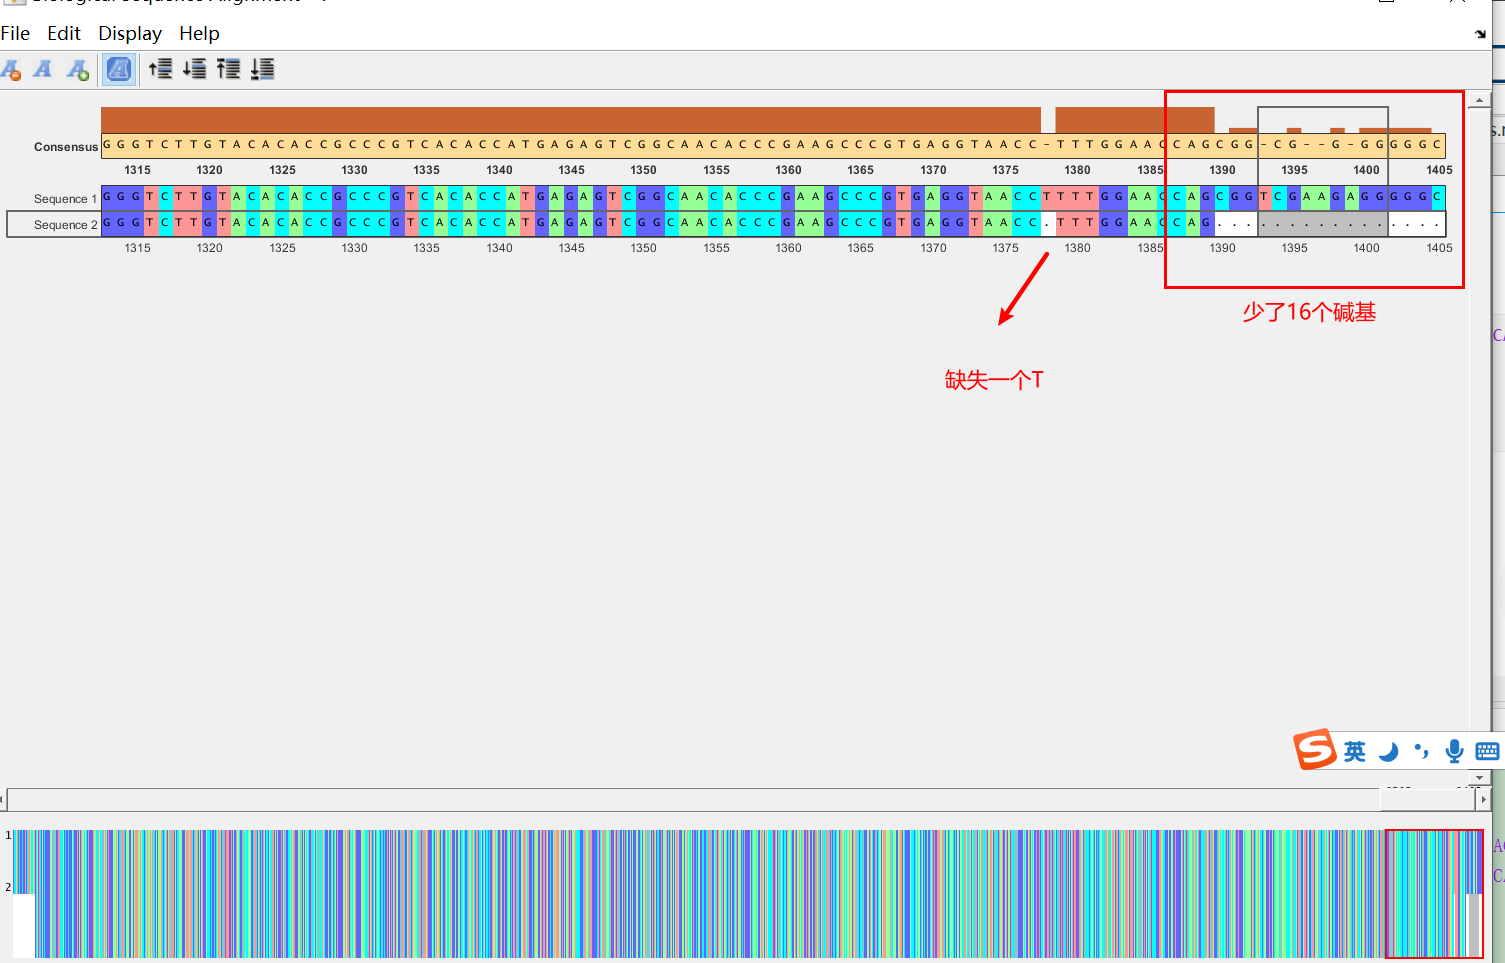 Biological Sequence Alignment
File Edit Display Help
Consensus G G G T C T T G T A C A C A C C G C C C G T C A C A C C A T G A G A G T C G G C A A C A C C C G A A G C C C G T G A G G T A A C C - T T T G G A A C C A G C G G - C G - - G - G G G G G C
1315 1320 1325 1330 1335 1340 1345 1350 1355 1360 1365 1370 1375 1380 1385 1390 1395 1400 1405
Sequence 1 G G G T C T T G T A C A C A C C G C C C G T C A C A C C A T G A G A G T C G G C A A C A C C C G A A G C C C G T G A G G T A A C C T T T T G G A A C C A G C G G T C G A A G A G G G G G C
Sequence 2 G G G T C T T G T A C A C A C C G C C C G T C A C A C C A T G A G A G T C G G C A A C A C C C G A A G C C C G T G A G G T A A C C . T T T G G A A C C A G . . . . . . . . . . . . . . . .
1315 1320 1325 1330 1335 1340 1345 1350 1355 1360 1365 1370 1375 1380 1385 1390 1395 1400 1405
少了16个碱基
缺失一个T
英
1
2